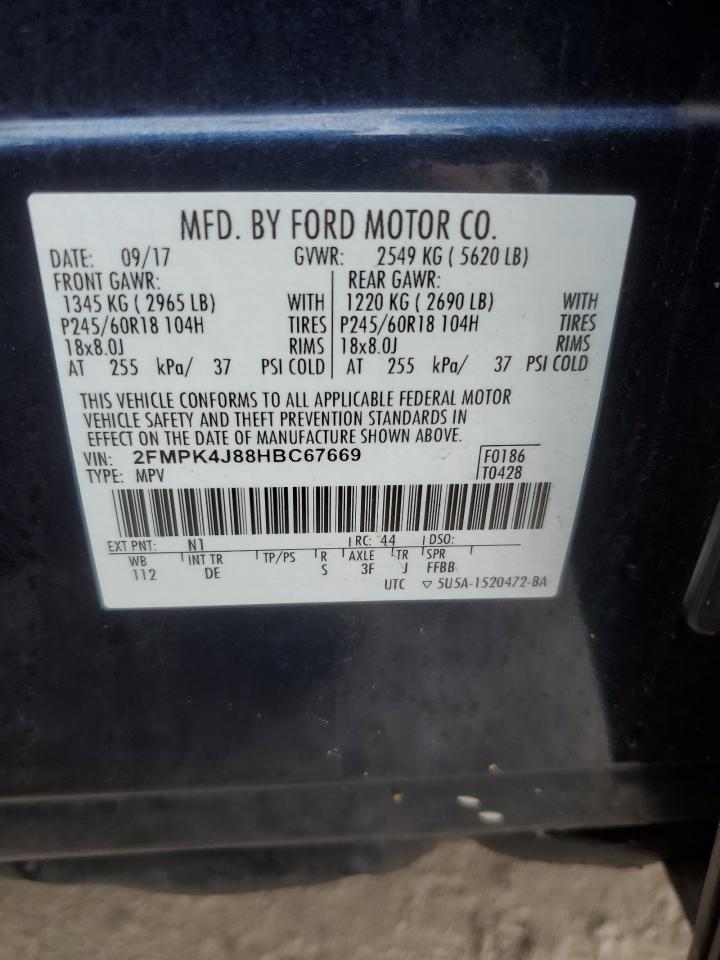 MFD. BY FORD MOTOR CO.
DATE: 09/17 GVWR: 2549 KG ( 5620 LB)
FRONT GAWR: REAR GAWR:
1345 KG ( 2965 LB) WITH 1220 KG ( 2690 LB) WITH
P245/60R18 104H TIRES P245/60R18 104H TIRES
18x8.0J RIMS 18x8.0J RIMS
AT 255 kPa/ 37 PSI COLD AT 255 kPa/ 37 PSI COLD
THIS VEHICLE CONFORMS TO ALL APPLICABLE FEDERAL MOTOR
VEHICLE SAFETY AND THEFT PREVENTION STANDARDS IN
EFFECT ON THE DATE OF MANUFACTURE SHOWN ABOVE.
VIN: 2FMPK4J88HBC67669 F0186
TYPE: MPV T0428
EXT PNT: N1 RC: 44 DSO:
WB INT TR TP/PS R AXLE TR SPR
112 DE S 3F J FFBB
UTC ▽ 5U5A-1520472-BA